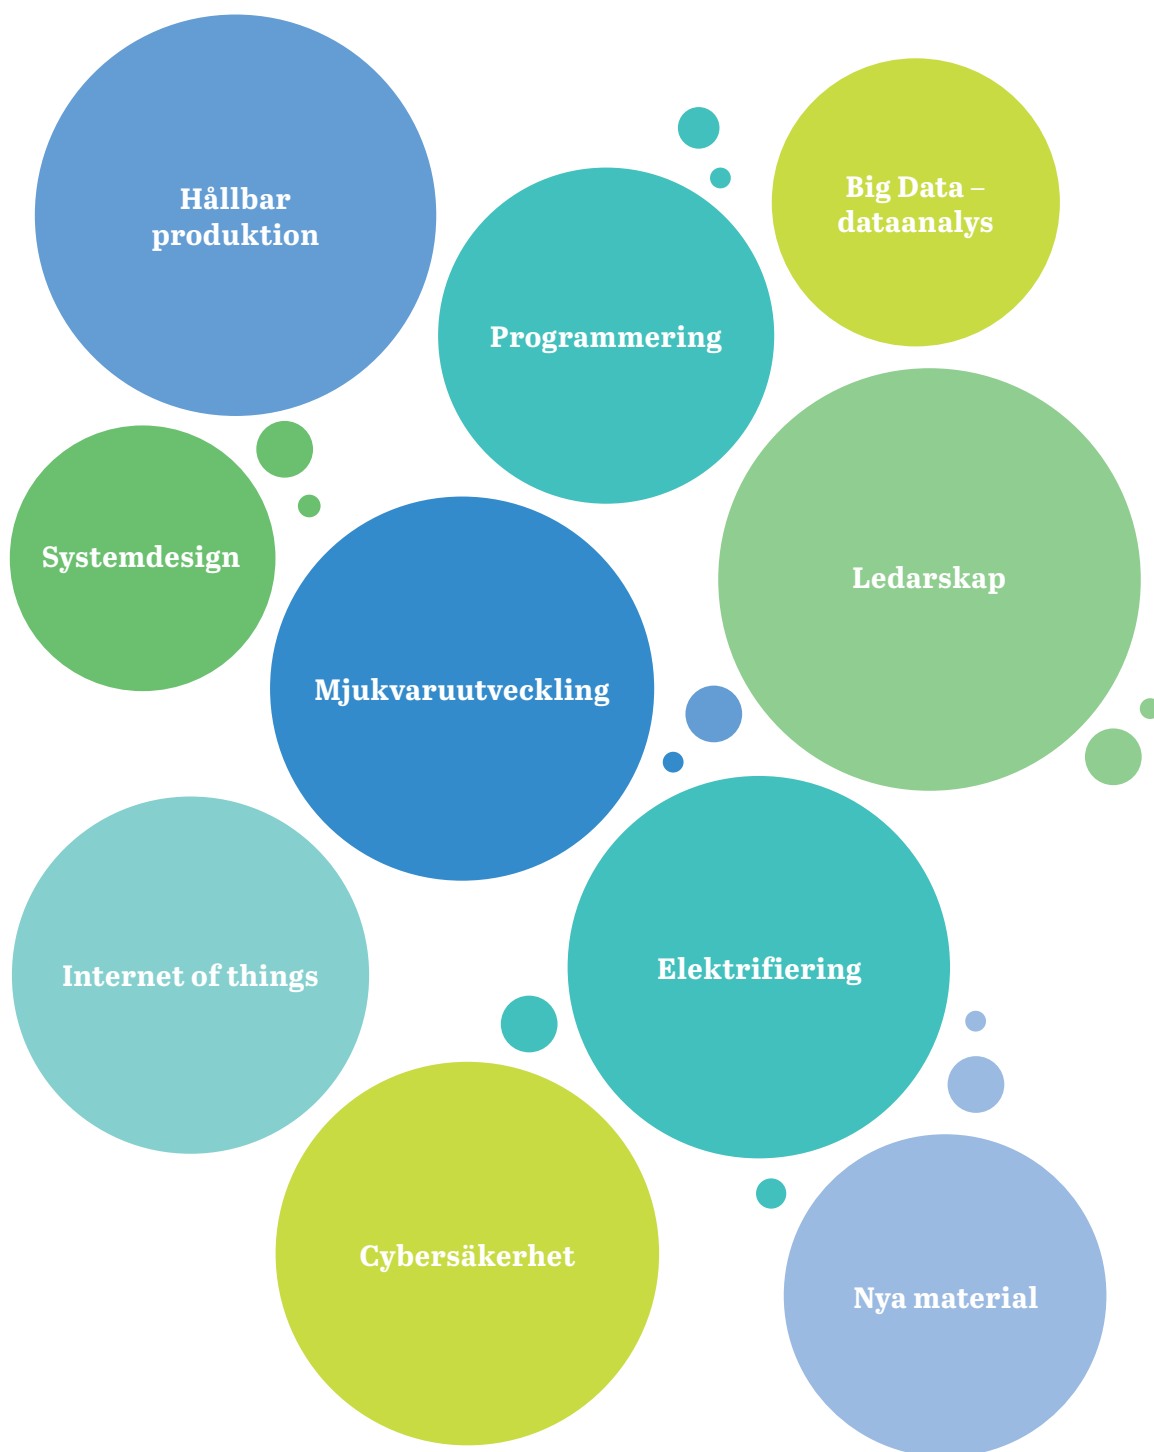 Hållbar
produktion
Big Data –
dataanalys
Programmering
Systemdesign
Ledarskap
Mjukvaruutveckling
Internet of things
Elektrifiering
Cybersäkerhet
Nya material